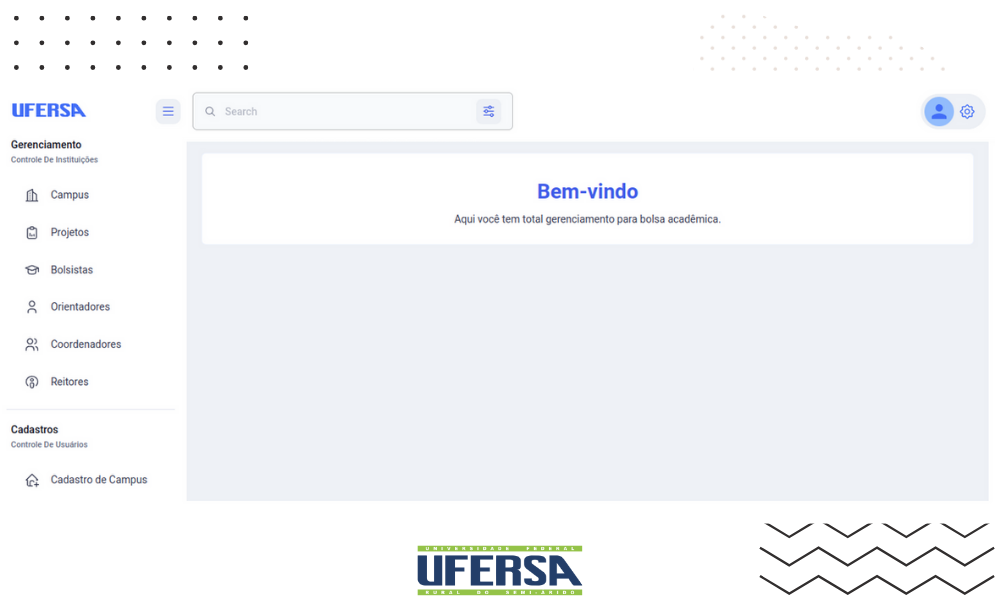 UFERSA
Search
Gerenciamento
Controle De Instituições
Campus
Projetos
Bolsistas
Orientadores
Coordenadores
Reitores
Cadastros
Controle De Usuários
Cadastro de Campus
Bem-vindo
Aqui você tem total gerenciamento para bolsa acadêmica.
UNIVERSIDADE FEDERAL
UFERSA
RURAL DO SEMI-ÁRIDO